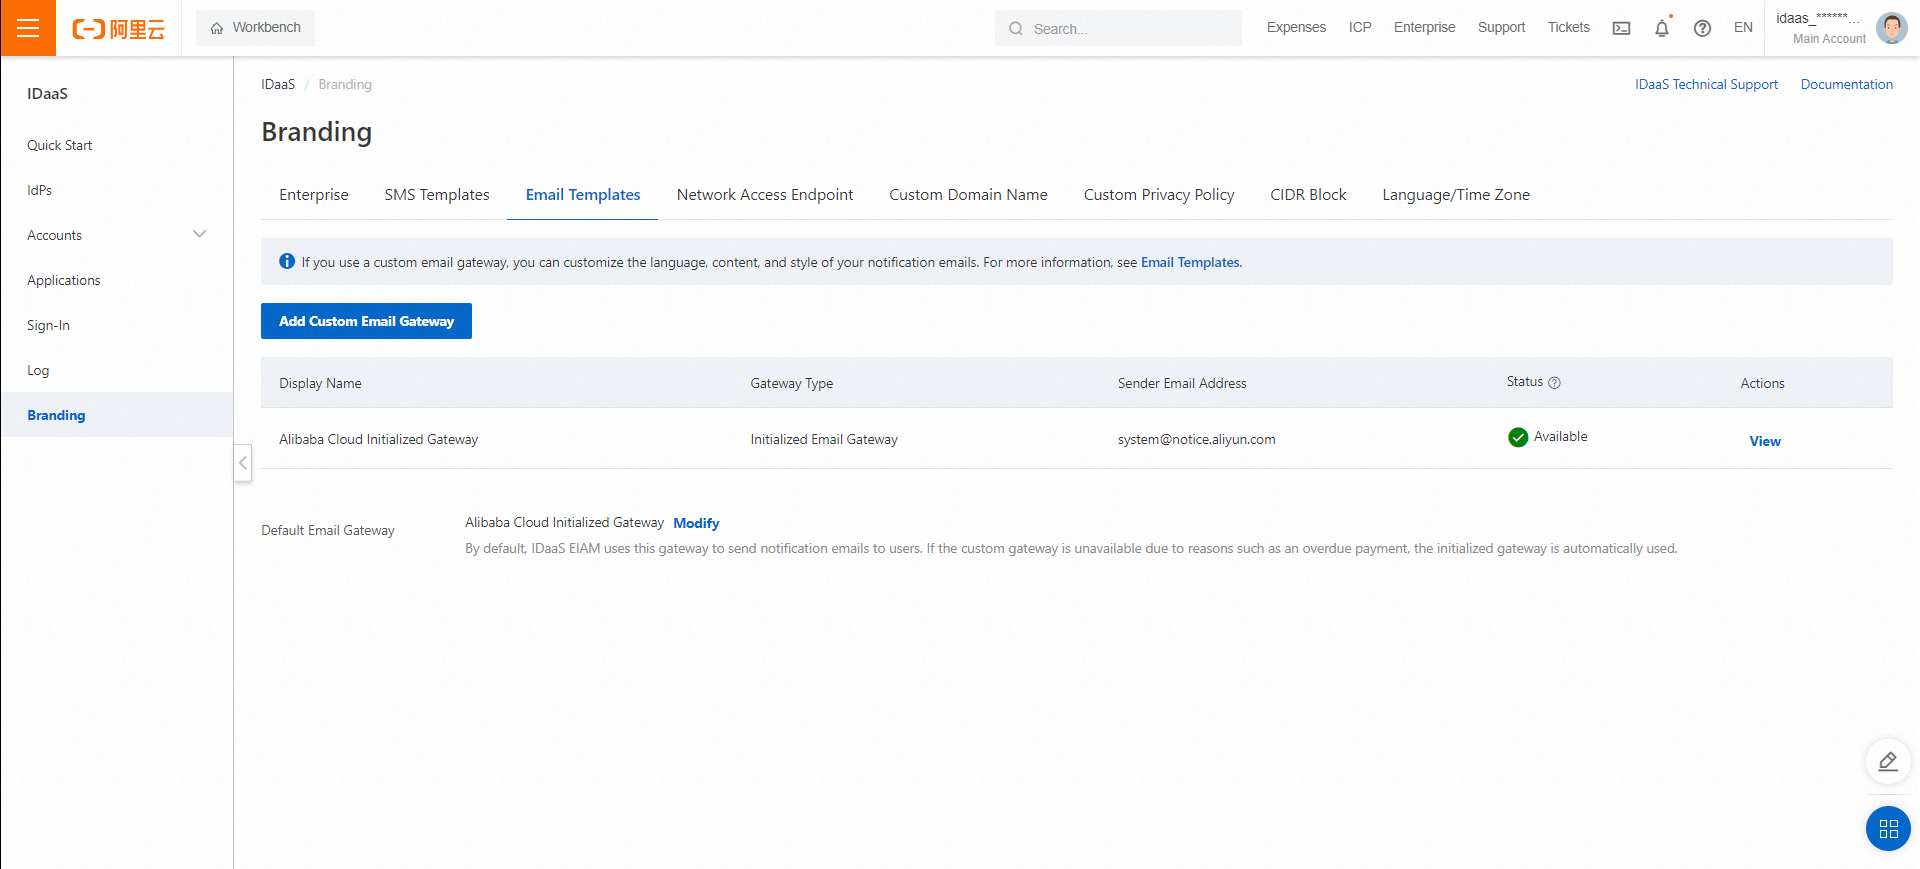 阿里云
Workbench
Search...
Expenses
ICP
Enterprise
Support
Tickets
EN
idaas_******...
Main Account
IDaaS
Quick Start
IdPs
Accounts
Applications
Sign-In
Log
Branding
IDaaS / Branding
IDaaS Technical Support
Documentation
Branding
Enterprise
SMS Templates
Email Templates
Network Access Endpoint
Custom Domain Name
Custom Privacy Policy
CIDR Block
Language/Time Zone
If you use a custom email gateway, you can customize the language, content, and style of your notification emails. For more information, see Email Templates.
Add Custom Email Gateway
Display Name
Gateway Type
Sender Email Address
Status
Actions
Alibaba Cloud Initialized Gateway
Initialized Email Gateway
system@notice.aliyun.com
Available
View
Default Email Gateway
Alibaba Cloud Initialized Gateway Modify
By default, IDaaS EIAM uses this gateway to send notification emails to users. If the custom gateway is unavailable due to reasons such as an overdue payment, the initialized gateway is automatically used.